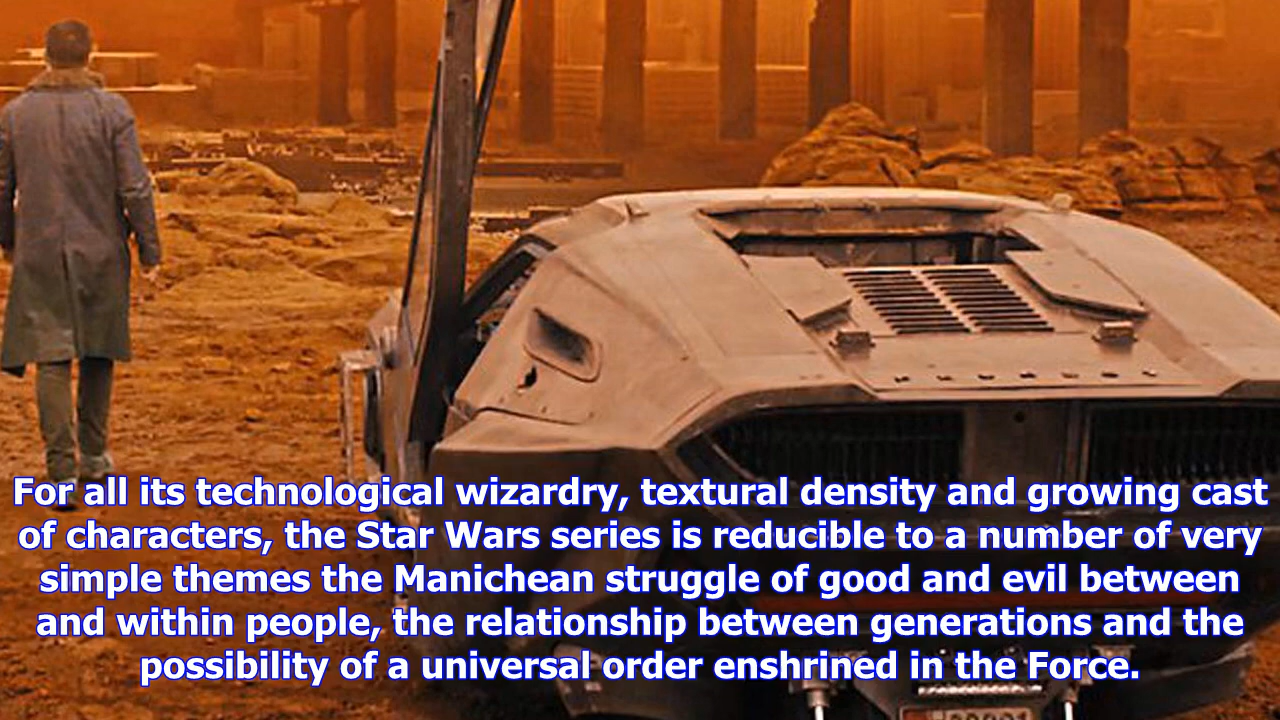 For all its technological wizardry, textural density and growing cast
of characters, the Star Wars series is reducible to a number of very
simple themes the Manichean struggle of good and evil between
and within people, the relationship between generations and the
possibility of a universal order enshrined in the Force.